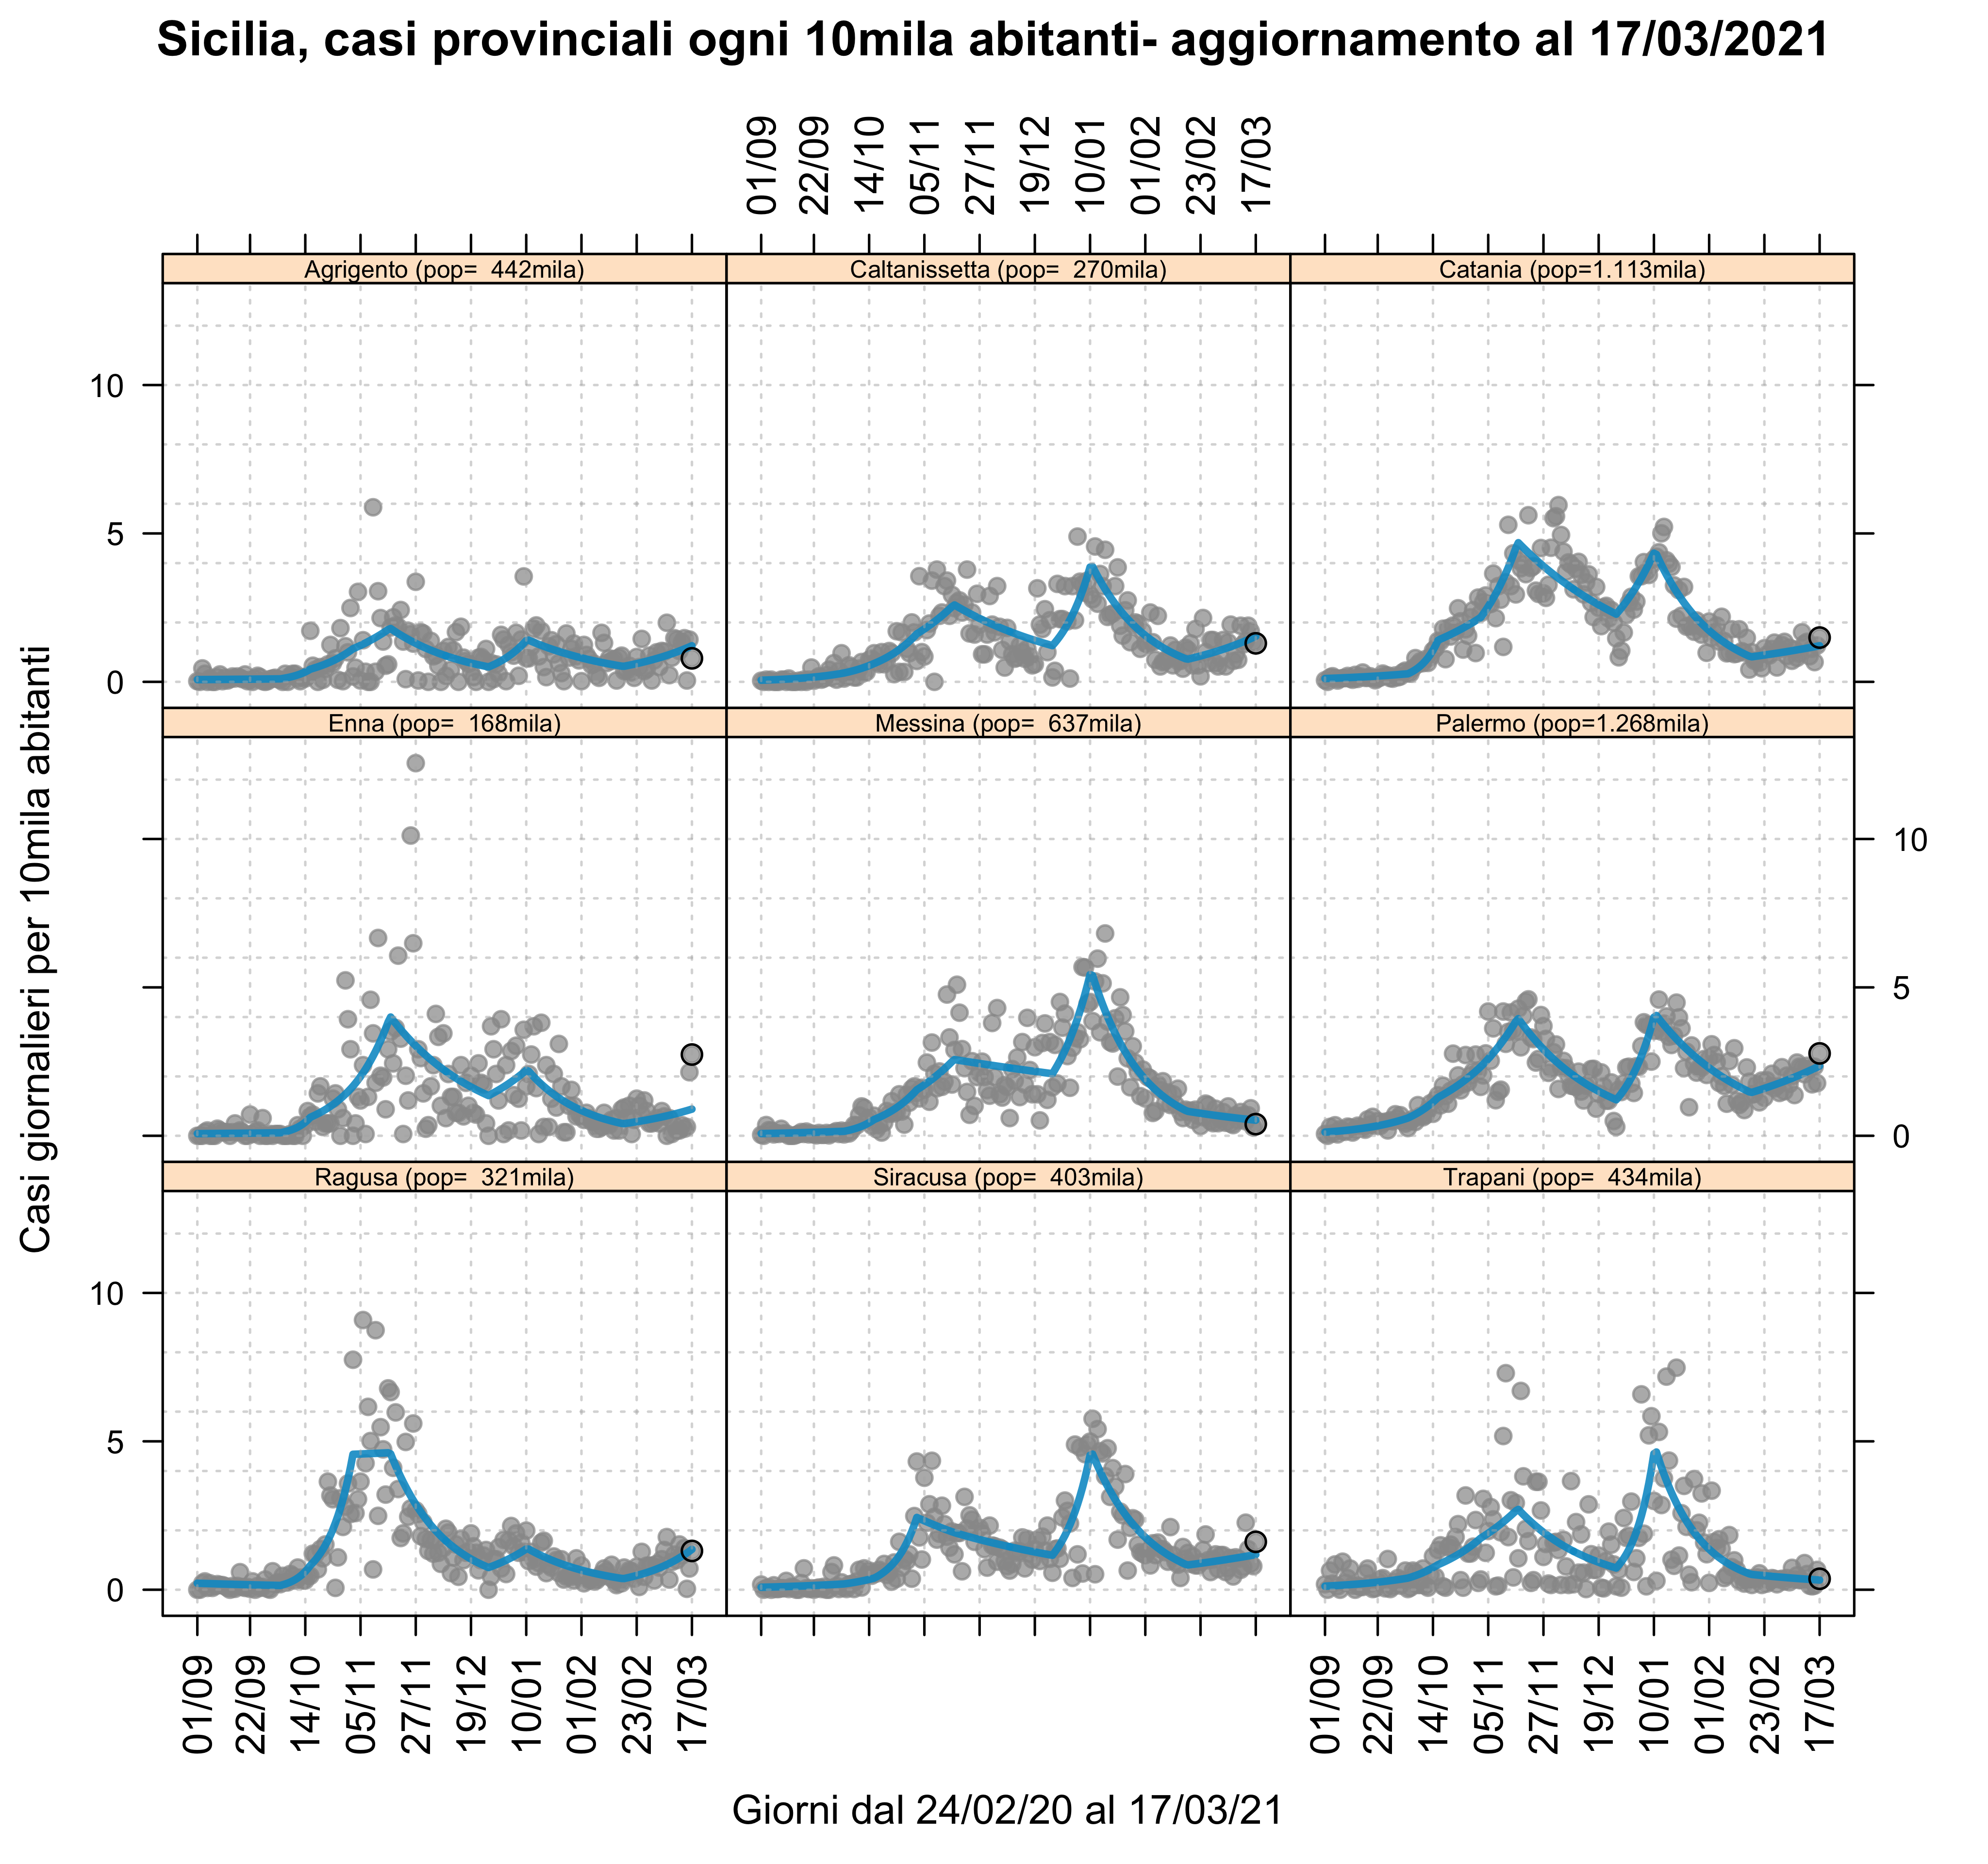 Sicilia, casi provinciali ogni 10mila abitanti- aggiornamento al 17/03/2021
01/09 22/09 14/10 05/11 27/11 19/12 10/01 01/02 23/02 17/03
Agrigento (pop=  442mila) Caltanissetta (pop=  270mila) Catania (pop=1.113mila)
10
5
0
Enna (pop=  168mila) Messina (pop=  637mila) Palermo (pop=1.268mila)
10
5
0
Ragusa (pop=  321mila) Siracusa (pop=  403mila) Trapani (pop=  434mila)
10
5
0
Casi giornalieri per 10mila abitanti
01/09 22/09 14/10 05/11 27/11 19/12 10/01 01/02 23/02 17/03 01/09 22/09 14/10 05/11 27/11 19/12 10/01 01/02 23/02 17/03
Giorni dal 24/02/20 al 17/03/21